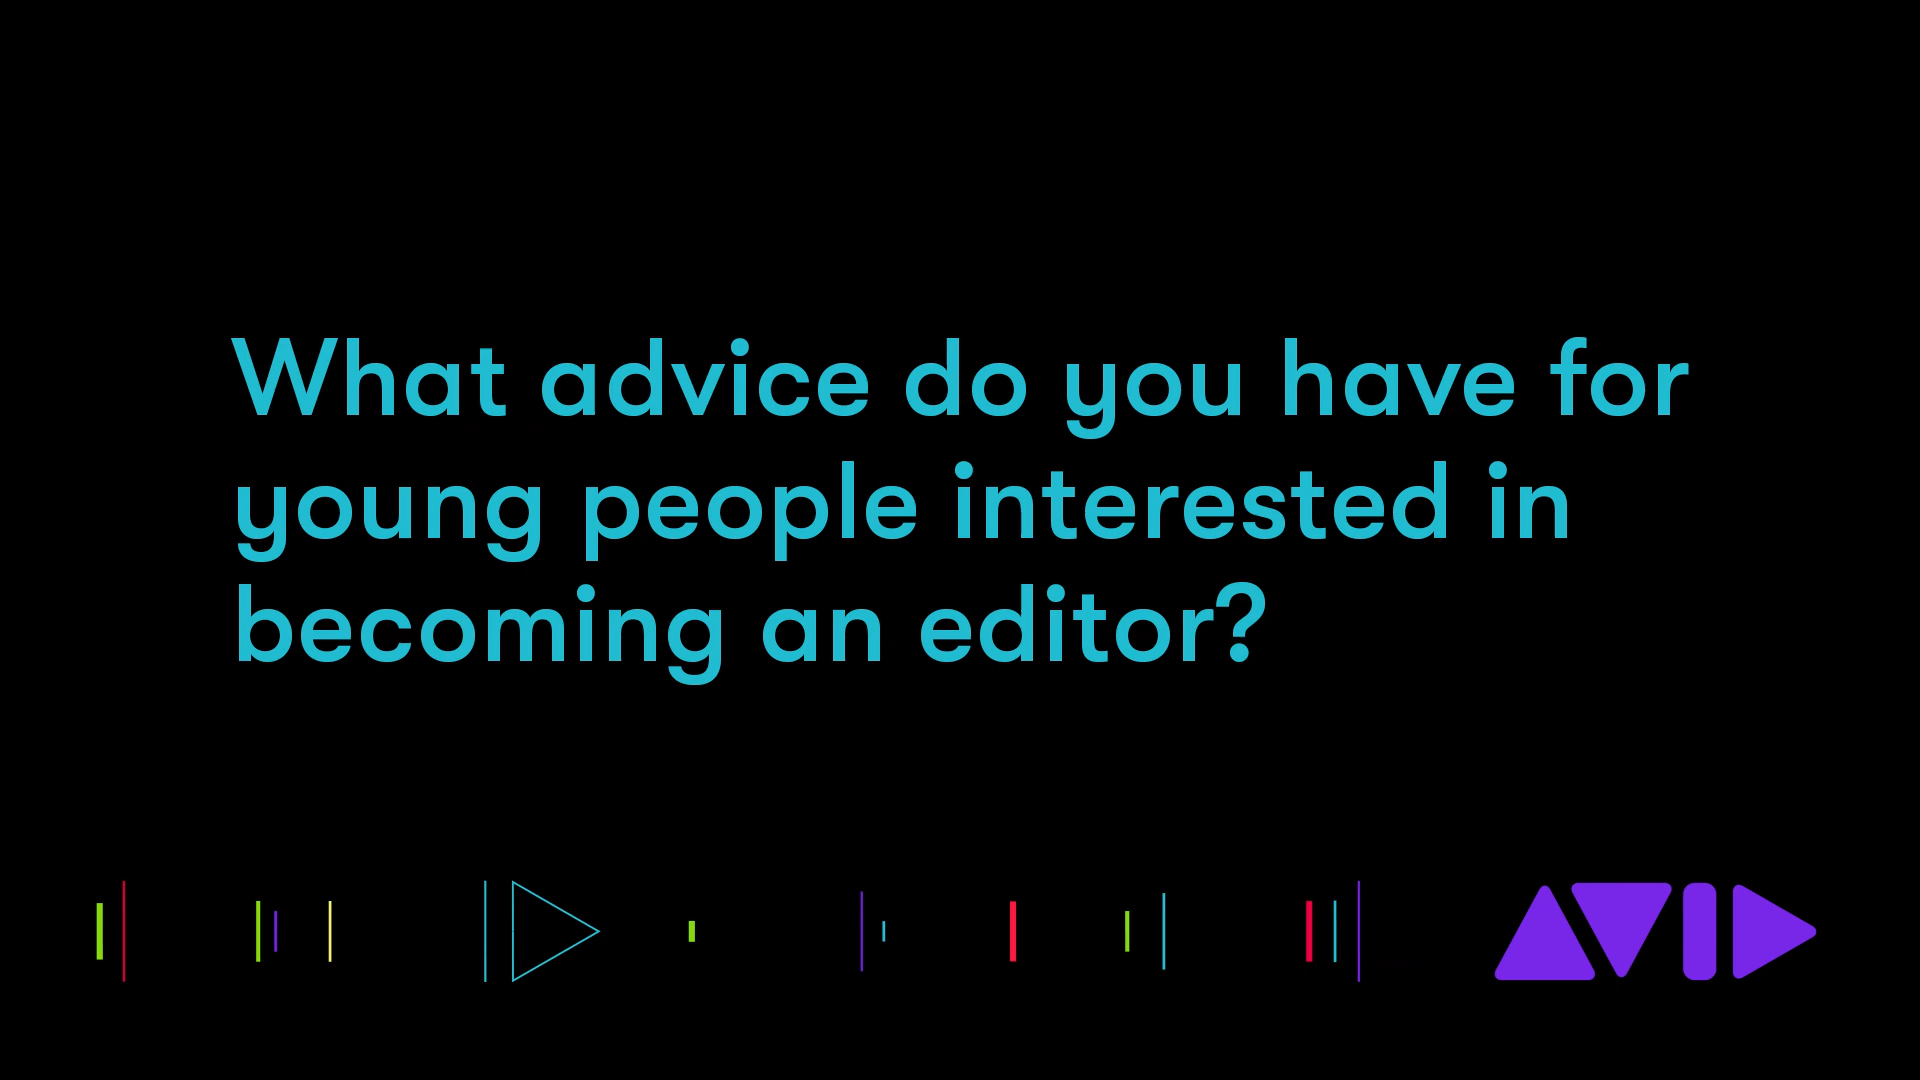 What advice do you have for
young people interested in
becoming an editor?
AVID